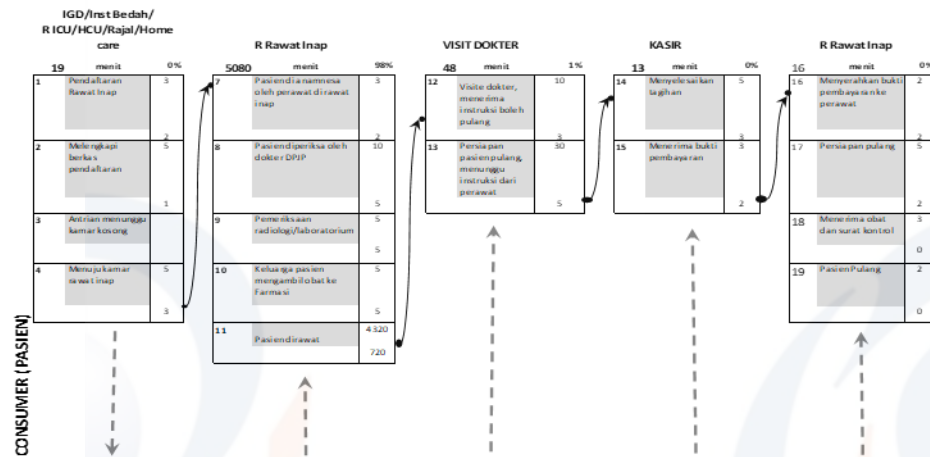 IGD/Inst Bedah/
R ICU/HCU/Rajal/Home
care
19 menit 0%
1 Pendaftaran 3
Rawat Inap
2
2 Melengkapi 5
berkas
pendaftaran
1
3 Antrian menunggu
kamar kosong
4 Menuju kamar 5
rawat inap
3
R Rawat Inap
5080 menit 98%
7 Pasien di anamnesa 3
oleh perawat di rawat
inap
2
8 Pasien diperiksa oleh 10
dokter DPJP
5
9 Pemeriksaan 5
radiologi/laboratorium
5
10 Keluarga pasien 5
mengambil obat ke
Farmasi
5
11 4320
Pasien dirawat
720
VISIT DOKTER
48 menit 1%
12 10
Visite dokter,
menerima
instruksi boleh
pulang
3
13 Persiapan 30
pasien pulang,
menunggu
instruksi dari
perawat
5
KASIR
13 menit 0%
14 Menyelesaikan 5
tagihan
3
15 Menerima bukti 3
pembayaran
2
R Rawat Inap
16 menit 0%
16 Menyerahkan bukti 2
pembayaran ke
perawat
2
17 Persiapan pulang 5
2
18 Menerima obat 3
dan surat kontrol
0
19 Pasien Pulang 2
0
CONSUMER (PASIEN)